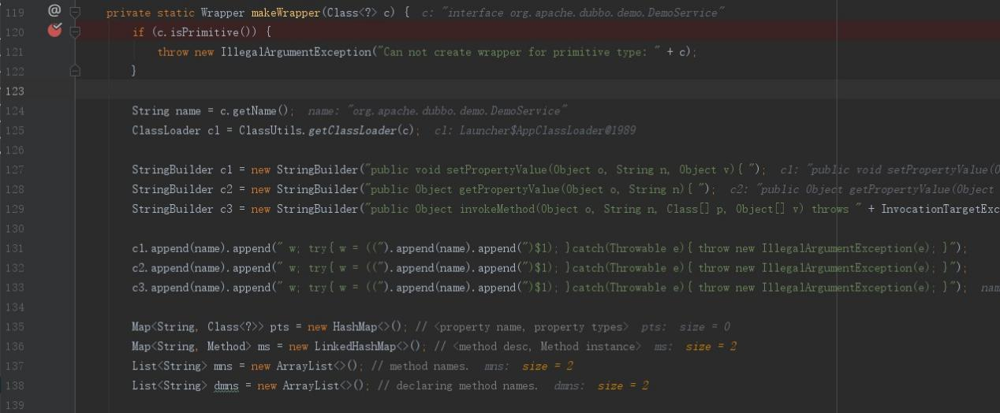 119 @ private static Wrapper makeWrapper(Class<?> c) { c: "interface org.apache.dubbo.demo.DemoService"
120 if (c.isPrimitive()) {
121 throw new IllegalArgumentException("Can not create wrapper for primitive type: " + c);
122 }
123
124 String name = c.getName(); name: "org.apache.dubbo.demo.DemoService"
125 ClassLoader cl = ClassUtils.getClassLoader(c); cl: Launcher$AppClassLoader@1989
126
127 StringBuilder c1 = new StringBuilder("public void setPropertyValue(Object o, String n, Object v){ "); c1: "public void setPropertyValue(O
128 StringBuilder c2 = new StringBuilder("public Object getPropertyValue(Object o, String n){ "); c2: "public Object getPropertyValue(Object
129 StringBuilder c3 = new StringBuilder("public Object invokeMethod(Object o, String n, Class[] p, Object[] v) throws " + InvocationTargetExc
130
131 c1.append(name).append(" w; try{ w = ((").append(name).append(")$1); }catch(Throwable e){ throw new IllegalArgumentException(e); }");
132 c2.append(name).append(" w; try{ w = ((").append(name).append(")$1); }catch(Throwable e){ throw new IllegalArgumentException(e); }");
133 c3.append(name).append(" w; try{ w = ((").append(name).append(")$1); }catch(Throwable e){ throw new IllegalArgumentException(e); }"); nam
134
135 Map<String, Class<?>> pts = new HashMap<>(); // <property name, property types> pts: size = 0
136 Map<String, Method> ms = new LinkedHashMap<>(); // <method desc, Method instance> ms: size = 2
137 List<String> mns = new ArrayList<>(); // method names. mns: size = 2
138 List<String> dmns = new ArrayList<>(); // declaring method names. dmns: size = 2
139